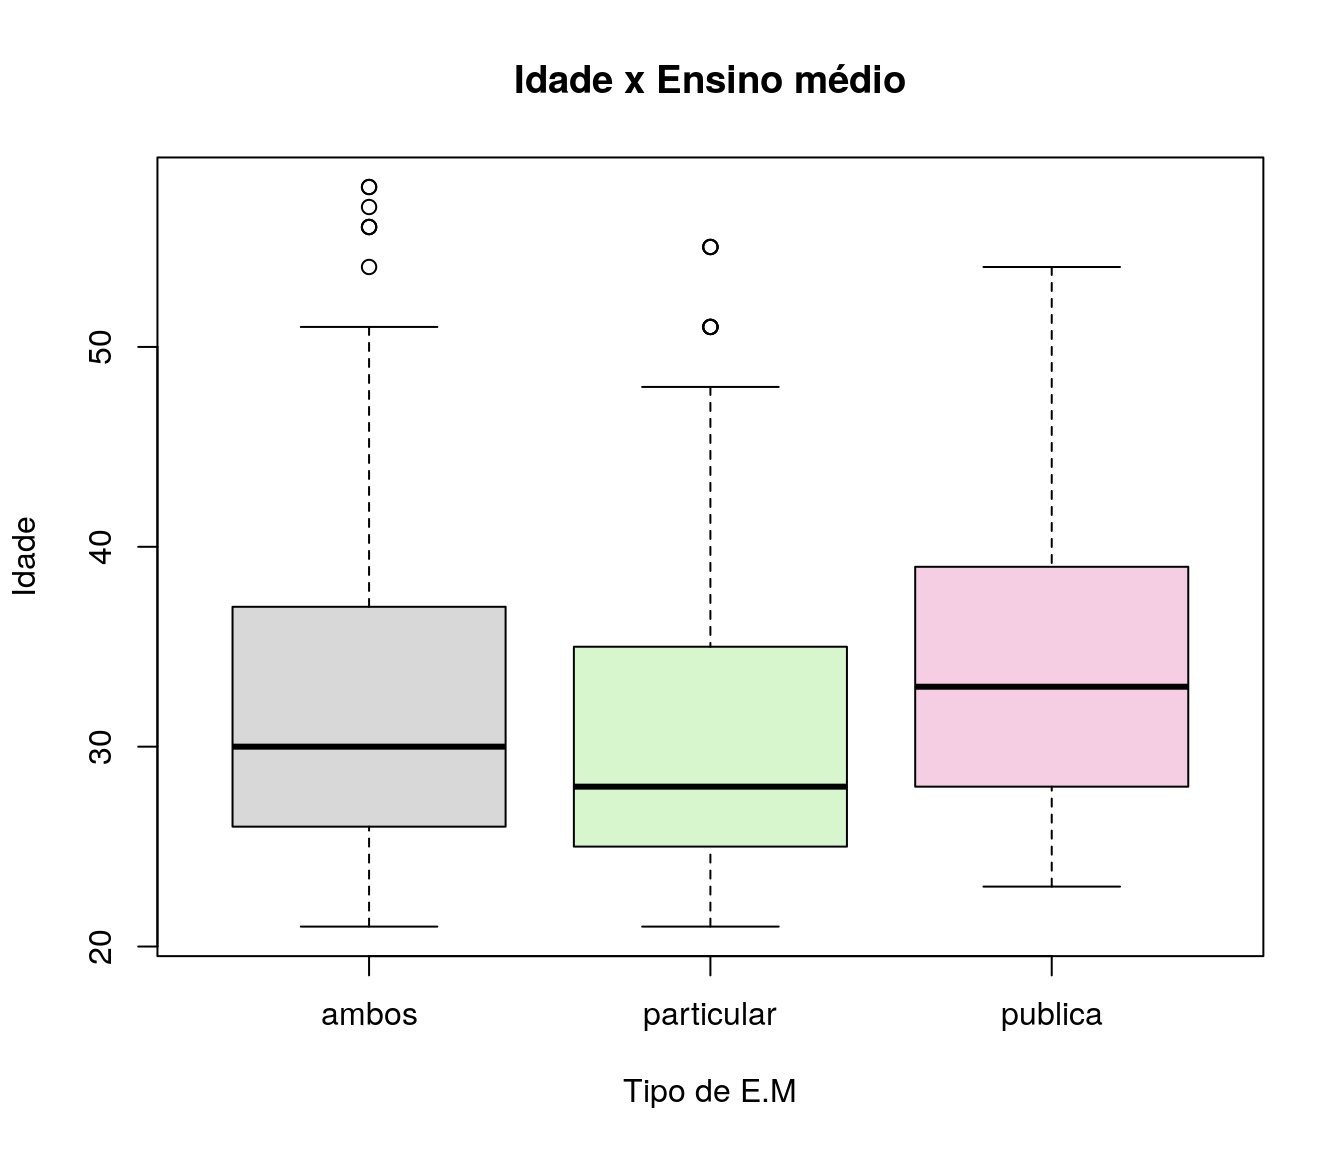 Idade x Ensino médio
Idade
50
40
30
20
ambos particular publica
Tipo de E.M